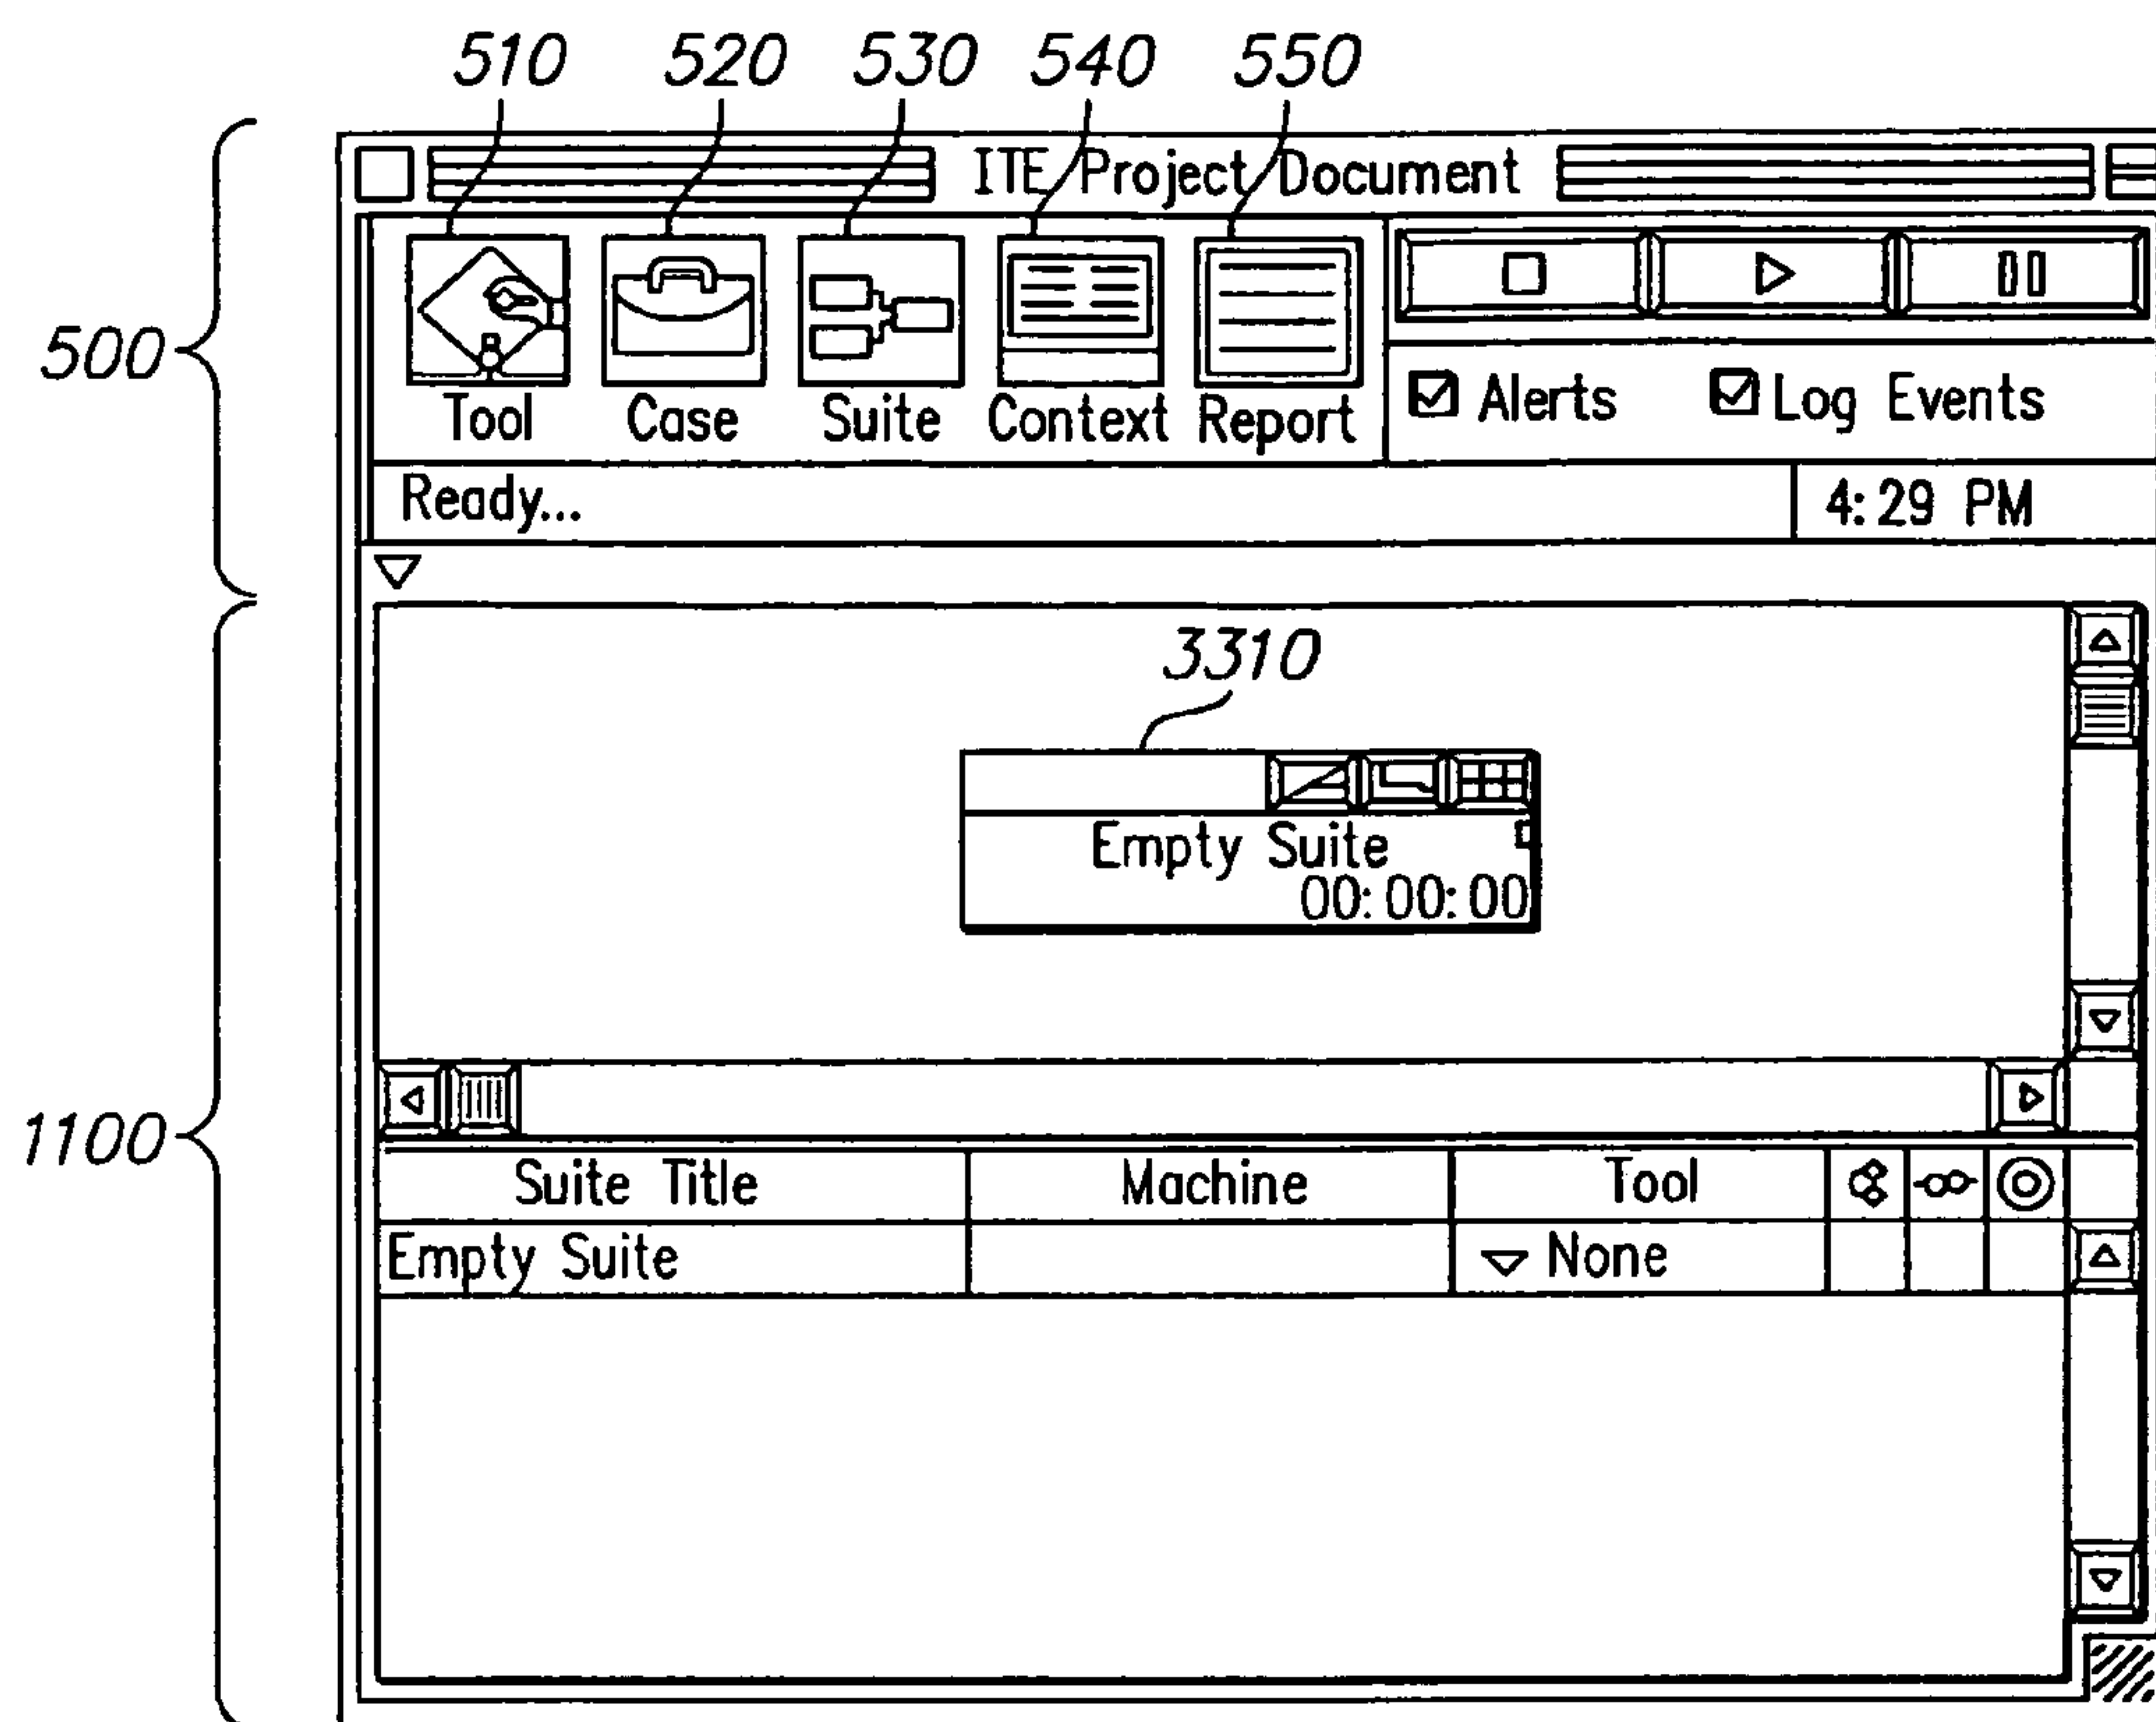 510 520 530 540 550
ITE Project Document
500
Tool Case Suite Context Report
Alerts Log Events
Ready... 4:29 PM
3310
Empty Suite
00:00:00
1100
Suite Title Machine Tool
Empty Suite None